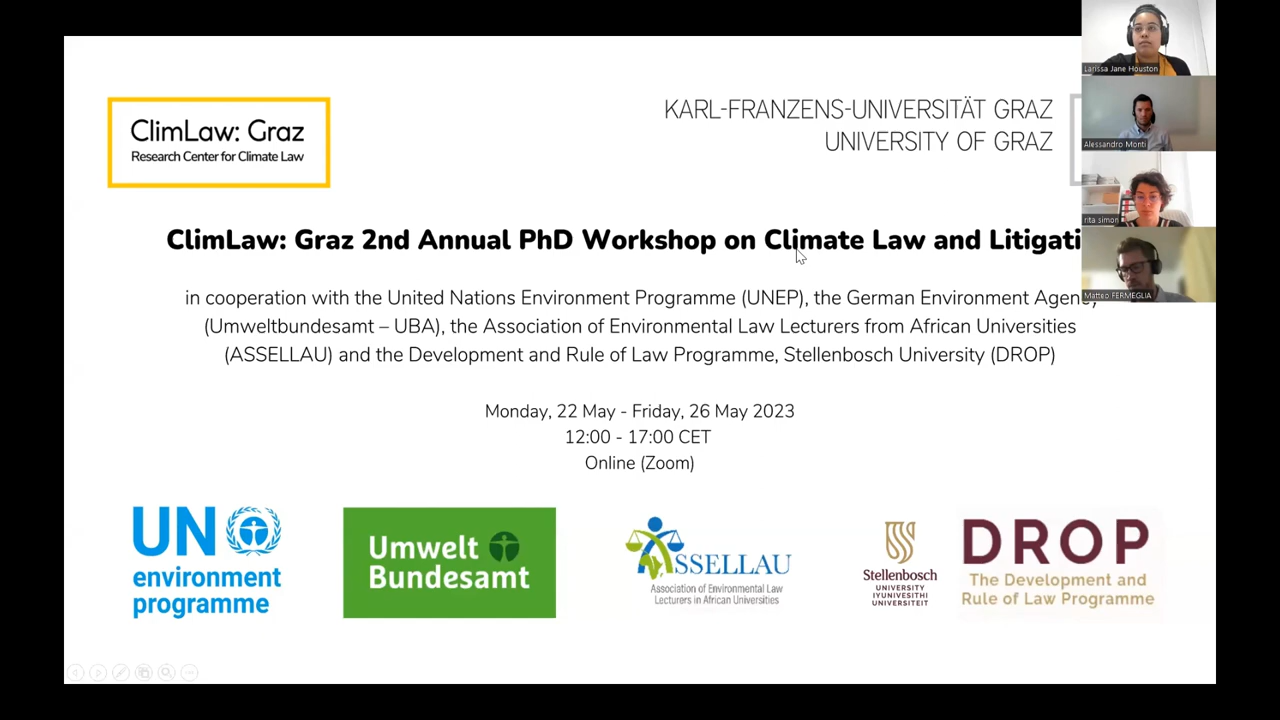 ClimLaw: Graz
Research Center for Climate Law
KARL-FRANZENS-UNIVERSITÄT GRAZ
UNIVERSITY OF GRAZ
Larissa Jane Houston
Alessandro Monti
rita simon
Matteo FERMEGLIA
ClimLaw: Graz 2nd Annual PhD Workshop on Climate Law and Litigati
in cooperation with the United Nations Environment Programme (UNEP), the German Environment Agency
(Umweltbundesamt – UBA), the Association of Environmental Law Lecturers from African Universities
(ASSELLAU) and the Development and Rule of Law Programme, Stellenbosch University (DROP)
Monday, 22 May - Friday, 26 May 2023
12:00 - 17:00 CET
Online (Zoom)
UN
environment
programme
Umwelt
Bundesamt
ASSELLAU
Association of Environmental Law
Lecturers in African Universities
Stellenbosch
UNIVERSITY
IYUNIVESITHI
UNIVERSITEIT
DROP
The Development and
Rule of Law Programme